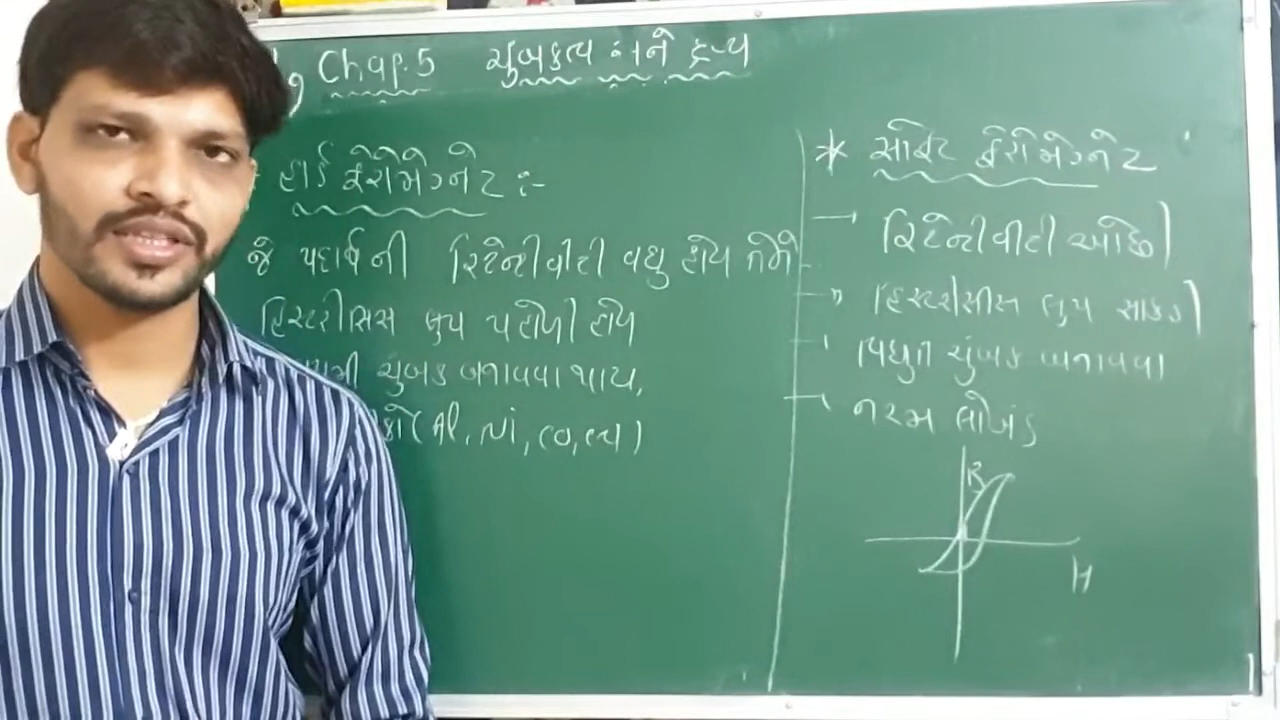 Chap. 5 ચુંબકત્વ અને દ્રવ્ય
હાર્ડ ફેરોમેગ્નેટ :-
જે પદાર્થની રિટેન્ટીવીટી વધુ હોય તેને
હિસ્ટરીસિસ લુપ પહોળી હોય
ચુંબક બનાવવા થાય,
(Al, Ni, Co, Cu)
* સોફ્ટ ફેરોમેગ્નેટ
→ રિટેન્ટીવીટી ઓછી
→ હિસ્ટરીસીસ લુપ સાંકડી
→ વિધુત ચુંબક બનાવવા
→ નરમ લોખંડ
B
H